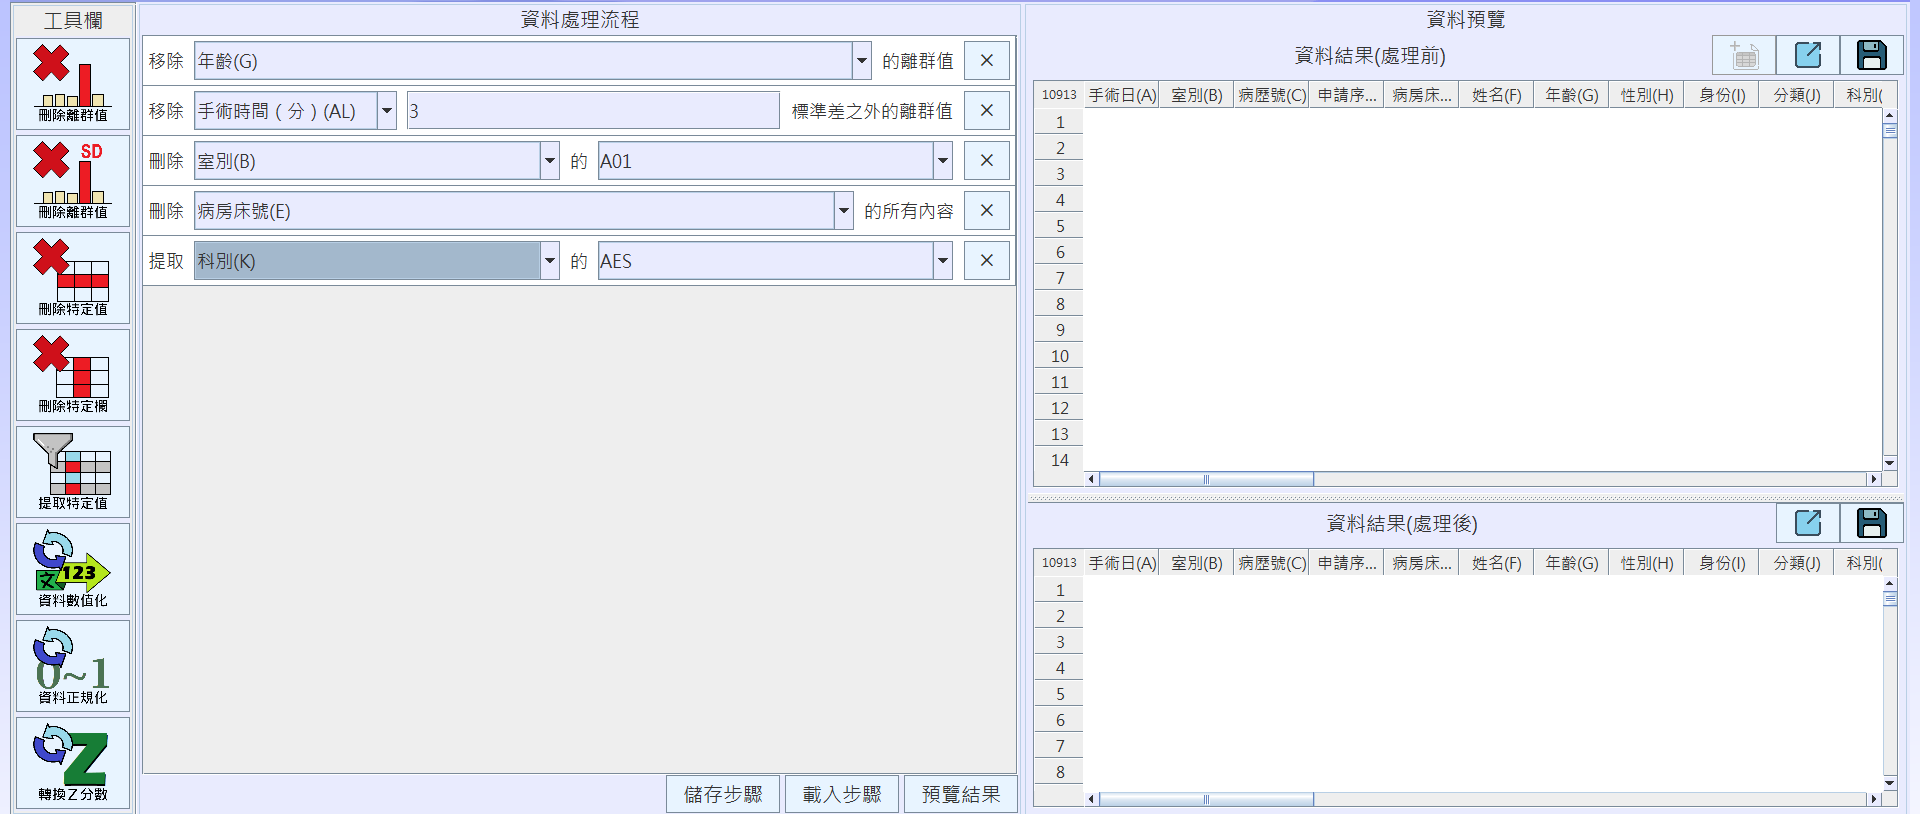 工具欄
刪除離群值
SD
刪除離群值
刪除特定值
刪除特定欄
提取特定值
文 123
資料數值化
0~1
資料正規化
Z
轉換Z分數
資料處理流程
移除 年齡(G) 的離群值 ×
移除 手術時間(分)(AL) 3 標準差之外的離群值 ×
刪除 室別(B) 的 A01 ×
刪除 病房床號(E) 的所有內容 ×
提取 科別(K) 的 AES ×
儲存步驟 載入步驟 預覽結果
資料預覽
資料結果(處理前)
10913 手術日(A) 室別(B) 病歷號(C) 申請序... 病房床... 姓名(F) 年齡(G) 性別(H) 身份(I) 分類(J) 科別(
1
2
3
4
5
6
7
8
9
10
11
12
13
14
資料結果(處理後)
10913 手術日(A) 室別(B) 病歷號(C) 申請序... 病房床... 姓名(F) 年齡(G) 性別(H) 身份(I) 分類(J) 科別(
1
2
3
4
5
6
7
8